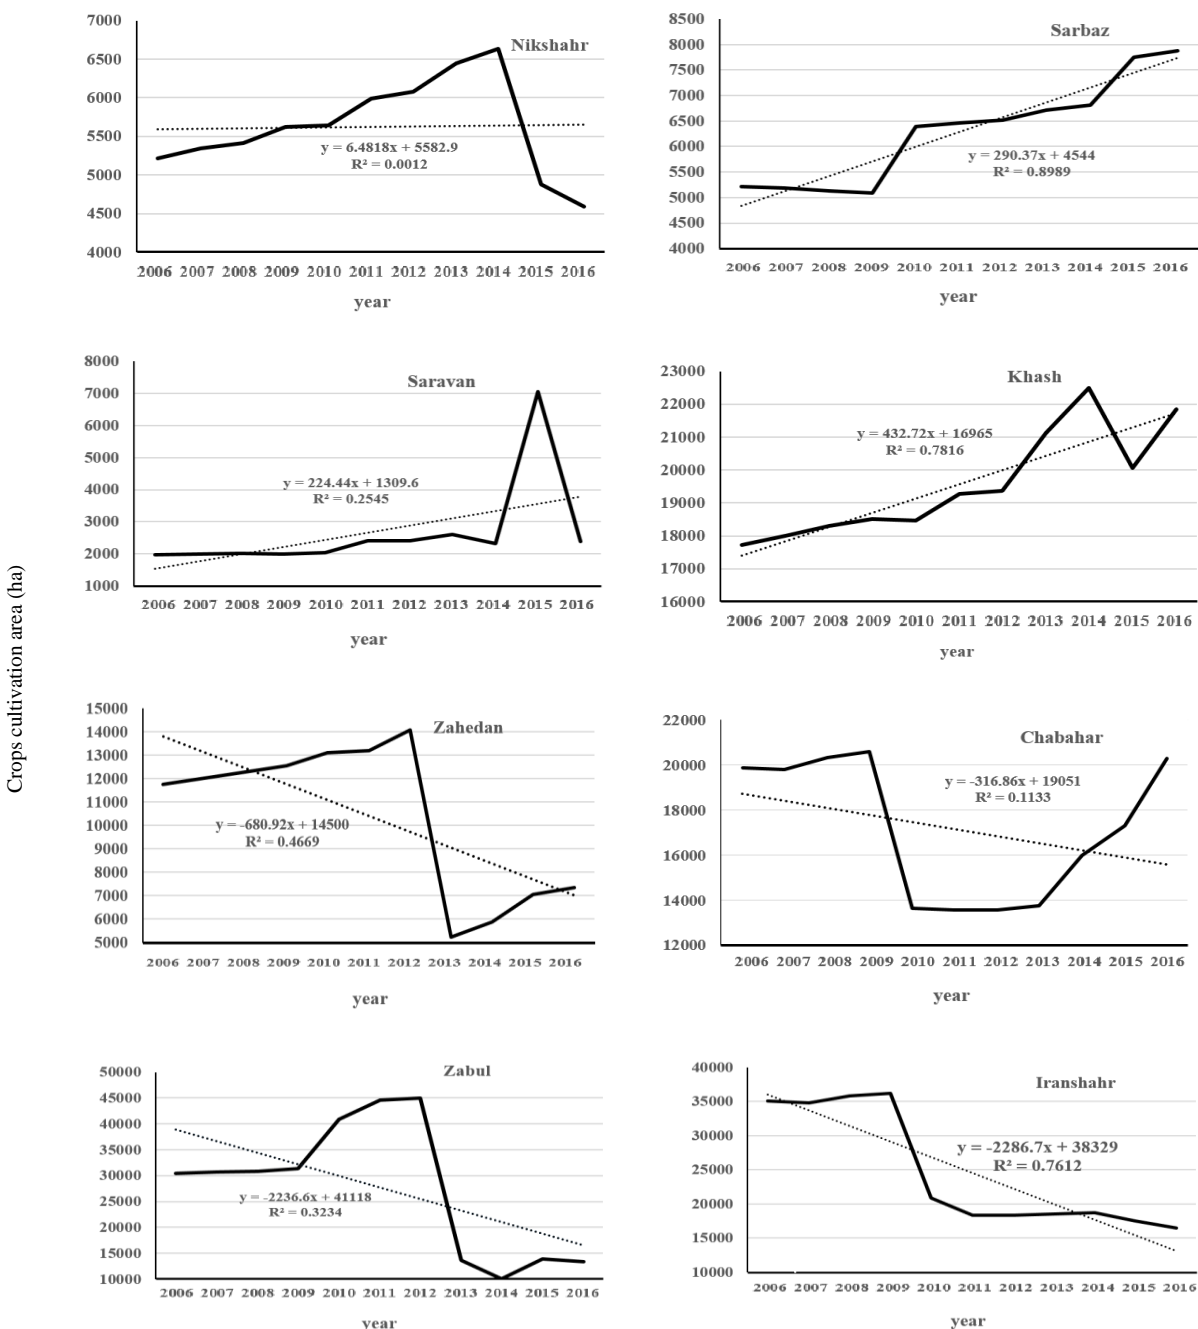 Crops cultivation area (ha)
Nikshahr
7000
6500
6000
5500
5000
4500
4000
y = 6.4818x + 5582.9
R² = 0.0012
2006 2007 2008 2009 2010 2011 2012 2013 2014 2015 2016
year
Sarbaz
8500
8000
7500
7000
6500
6000
5500
5000
4500
4000
y = 290.37x + 4544
R² = 0.8989
2006 2007 2008 2009 2010 2011 2012 2013 2014 2015 2016
year
Saravan
8000
7000
6000
5000
4000
3000
2000
1000
y = 224.44x + 1309.6
R² = 0.2545
2006 2007 2008 2009 2010 2011 2012 2013 2014 2015 2016
year
Khash
23000
22000
21000
20000
19000
18000
17000
16000
y = 432.72x + 16965
R² = 0.7816
2006 2007 2008 2009 2010 2011 2012 2013 2014 2015 2016
year
Zahedan
15000
14000
13000
12000
11000
10000
9000
8000
7000
6000
5000
y = -680.92x + 14500
R² = 0.4669
2006 2007 2008 2009 2010 2011 2012 2013 2014 2015 2016
year
Chabahar
22000
20000
18000
16000
14000
12000
y = -316.86x + 19051
R² = 0.1133
2006 2007 2008 2009 2010 2011 2012 2013 2014 2015 2016
year
Zabul
50000
45000
40000
35000
30000
25000
20000
15000
10000
y = -2236.6x + 41118
R² = 0.3234
2006 2007 2008 2009 2010 2011 2012 2013 2014 2015 2016
year
Iranshahr
40000
35000
30000
25000
20000
15000
10000
y = -2286.7x + 38329
R² = 0.7612
2006 2007 2008 2009 2010 2011 2012 2013 2014 2015 2016
year